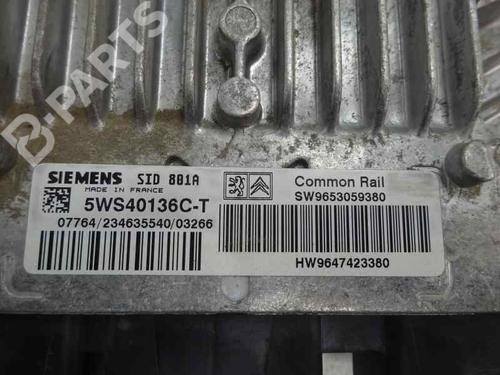 B-PARTS
SIEMENS SID 801A
MADE IN FRANCE
5WS40136C-T
07764/234635540/03266
Common Rail
SW9653059380
HW9647423380